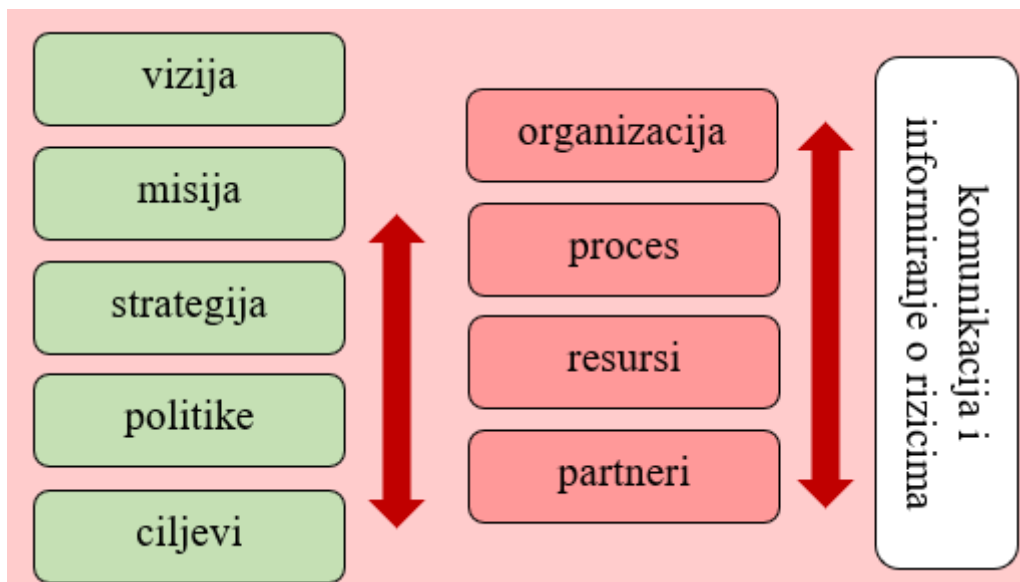 vizija
misija
strategija
politike
ciljevi
organizacija
proces
resursi
partneri
komunikacija i
informiranje o rizicima